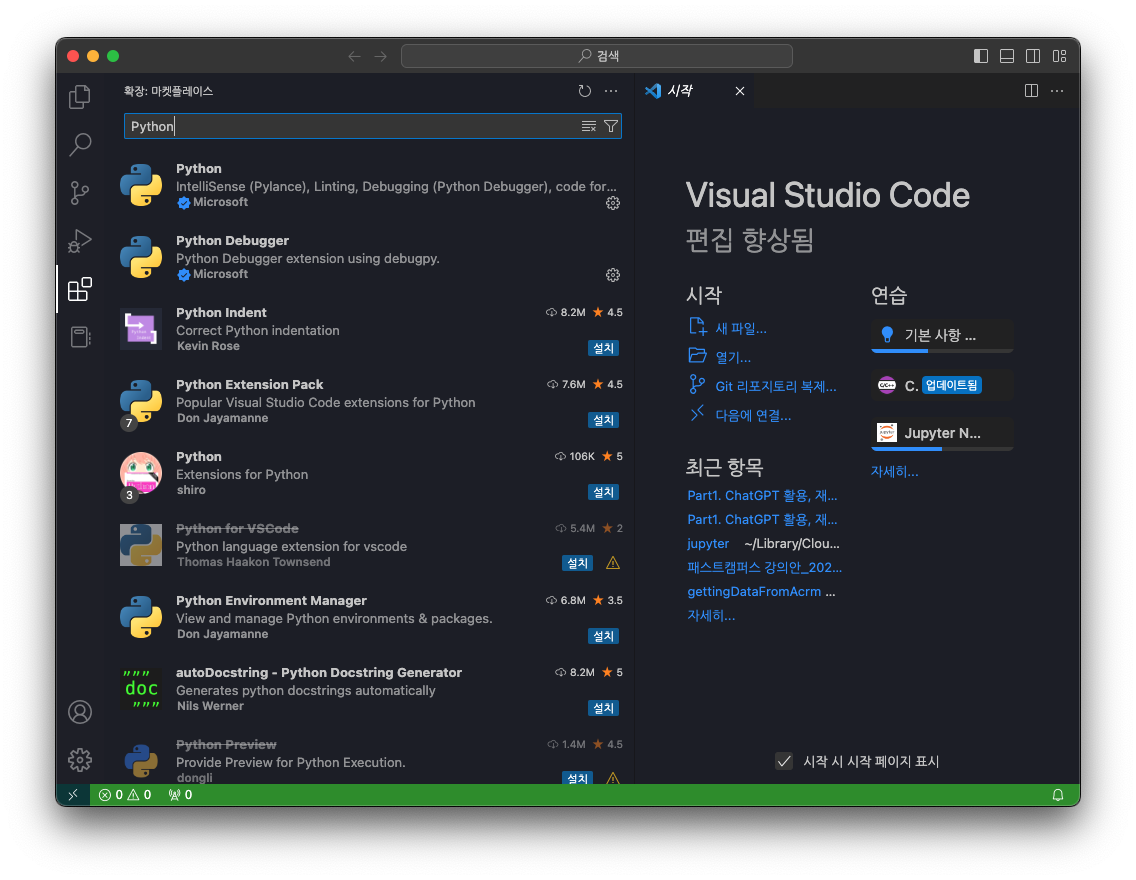 검색
확장: 마켓플레이스
Python
Python
IntelliSense (Pylance), Linting, Debugging (Python Debugger), code for...
Microsoft
Python Debugger
Python Debugger extension using debugpy.
Microsoft
Python Indent 8.2M 4.5
Correct Python indentation
Kevin Rose 설치
Python Extension Pack 7.6M 4.5
Popular Visual Studio Code extensions for Python
7 Don Jayamanne 설치
Python 106K 5
Extensions for Python
3 shiro 설치
Python for VSCode 5.4M 2
Python language extension for vscode
Thomas Haakon Townsend 설치
Python Environment Manager 6.8M 3.5
View and manage Python environments & packages.
Don Jayamanne 설치
autoDocstring - Python Docstring Generator 8.2M 5
""" doc """
Generates python docstrings automatically
Nils Werner 설치
Python Preview 1.4M 4.5
Provide Preview for Python Execution.
dongli 설치
시작
Visual Studio Code
편집 향상됨
시작
새 파일...
열기...
Git 리포지토리 복제...
다음에 연결...
최근 항목
Part1. ChatGPT 활용, 재...
Part1. ChatGPT 활용, 재...
jupyter ~/Library/Clou...
패스트캠퍼스 강의안_202...
gettingDataFromAcrm ...
자세히...
연습
기본 사항 ...
C/C++ C. 업데이트됨
Jupyter N...
자세히...
시작 시 시작 페이지 표시
0 0 0